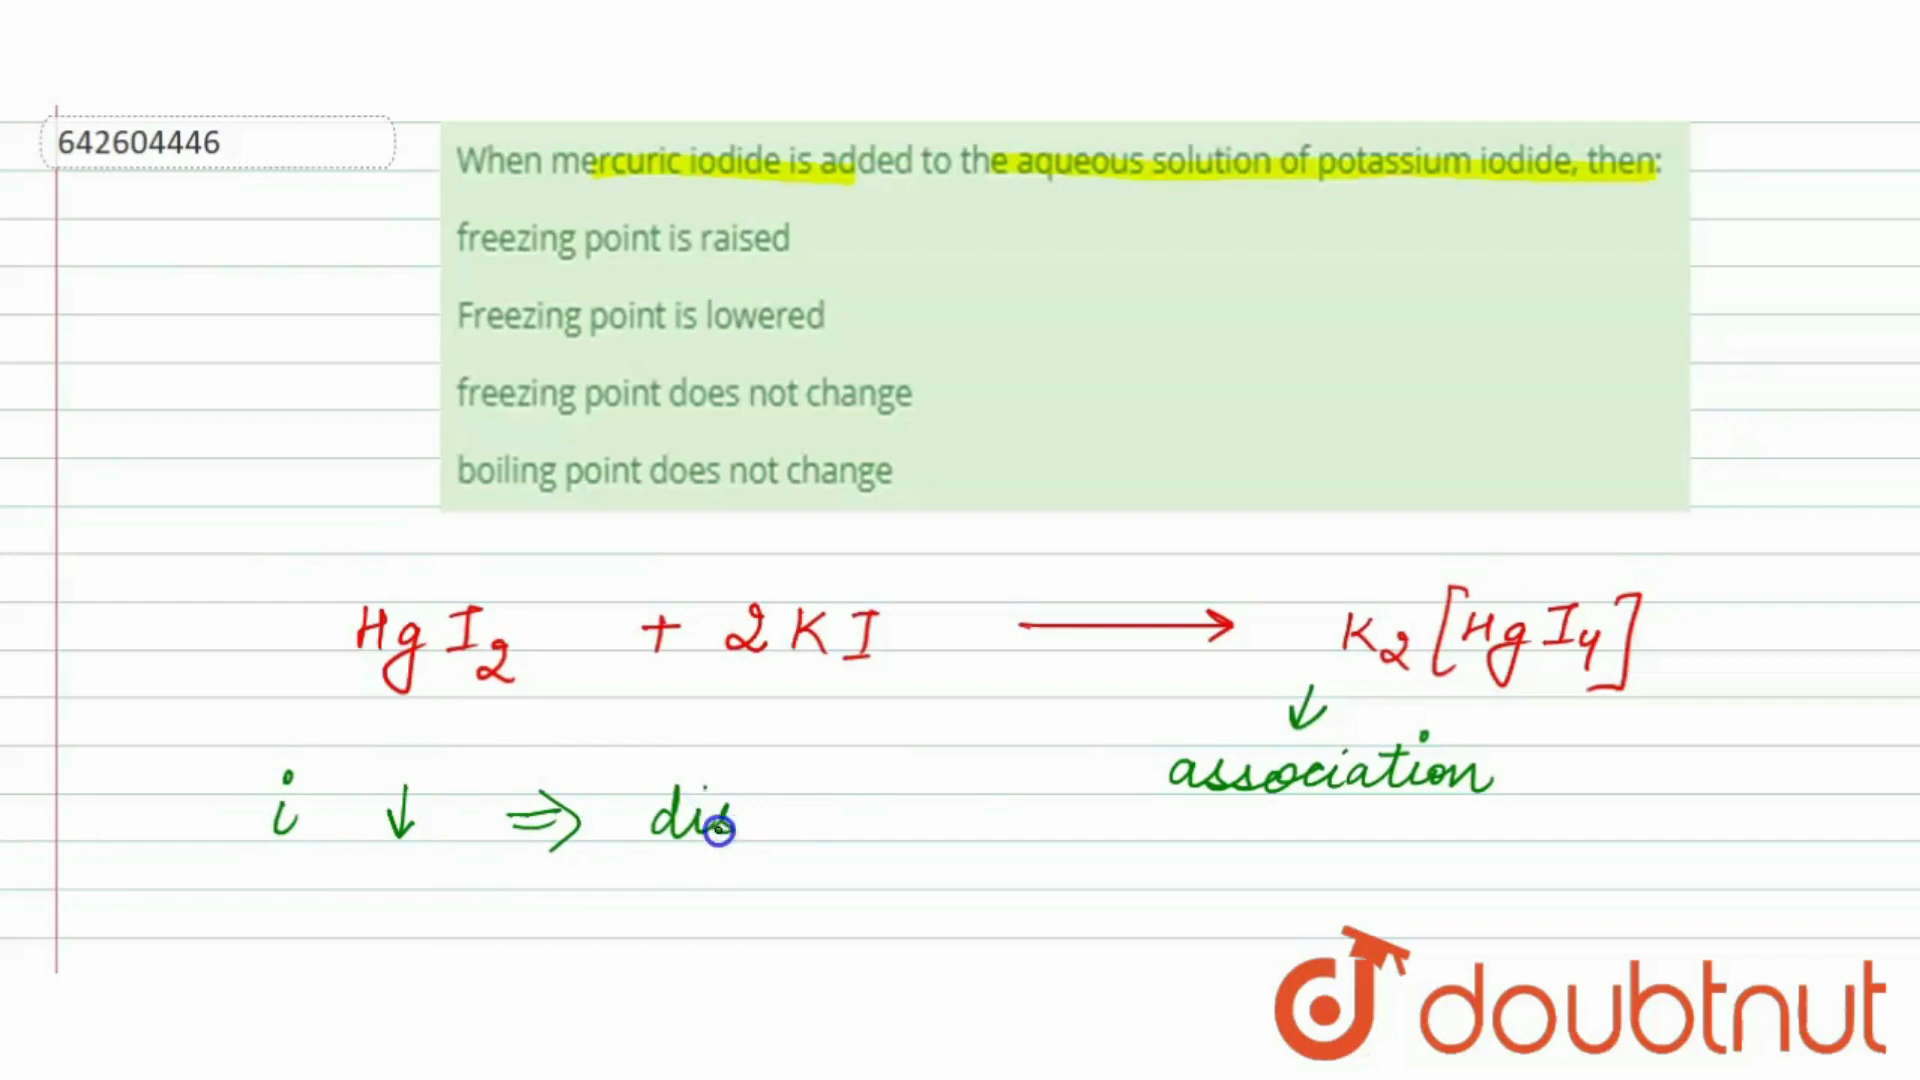 642604446
When mercuric iodide is added to the aqueous solution of potassium iodide, then:
freezing point is raised
Freezing point is lowered
freezing point does not change
boiling point does not change
HgI₂ + 2KI ⟶ K₂[HgI₄]
↓
association
i ↓ ⇒ dis
doubtnut